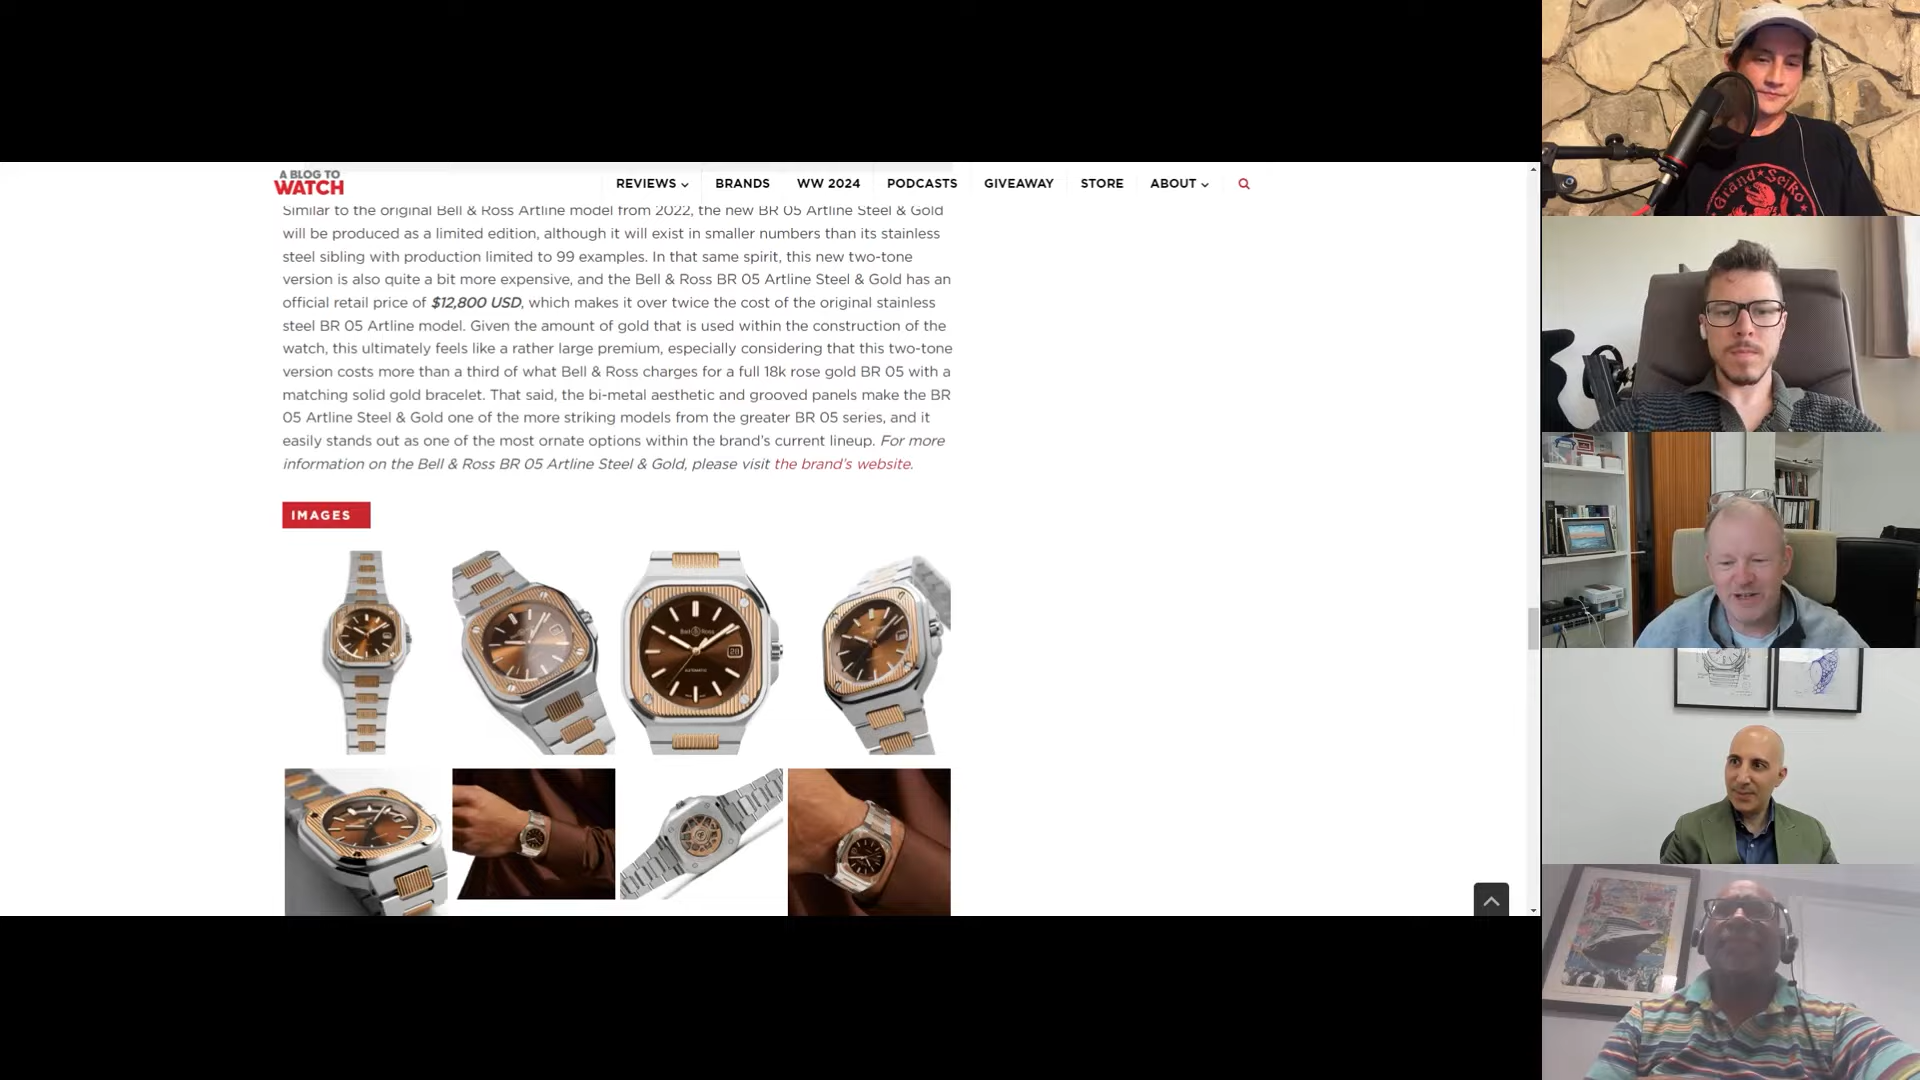 A BLOG TO
WATCH
REVIEWS
BRANDS
WW 2024
PODCASTS
GIVEAWAY
STORE
ABOUT
Similar to the original Bell & Ross Artline model from 2022, the new BR 05 Artline Steel & Gold
will be produced as a limited edition, although it will exist in smaller numbers than its stainless
steel sibling with production limited to 99 examples. In that same spirit, this new two-tone
version is also quite a bit more expensive, and the Bell & Ross BR 05 Artline Steel & Gold has an
official retail price of $12,800 USD, which makes it over twice the cost of the original stainless
steel BR 05 Artline model. Given the amount of gold that is used within the construction of the
watch, this ultimately feels like a rather large premium, especially considering that this two-tone
version costs more than a third of what Bell & Ross charges for a full 18k rose gold BR 05 with a
matching solid gold bracelet. That said, the bi-metal aesthetic and grooved panels make the BR
05 Artline Steel & Gold one of the more striking models from the greater BR 05 series, and it
easily stands out as one of the most ornate options within the brand's current lineup. For more
information on the Bell & Ross BR 05 Artline Steel & Gold, please visit the brand's website.
IMAGES
Bell & Ross
28
AUTOMATIC
Grand Seiko